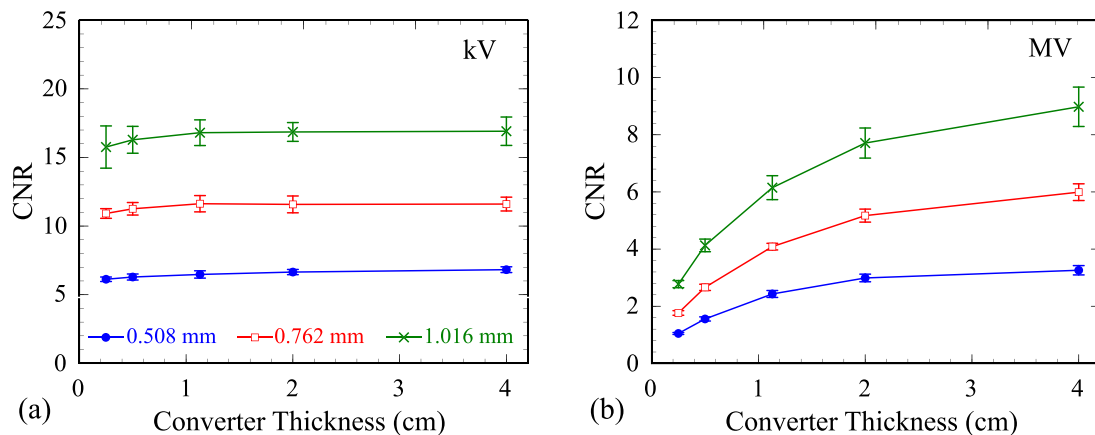 25
20
15
10
5
0
CNR
kV
0.508 mm
0.762 mm
1.016 mm
0 1 2 3 4
Converter Thickness (cm)
(a)
12
10
8
6
4
2
0
CNR
MV
0 1 2 3 4
Converter Thickness (cm)
(b)